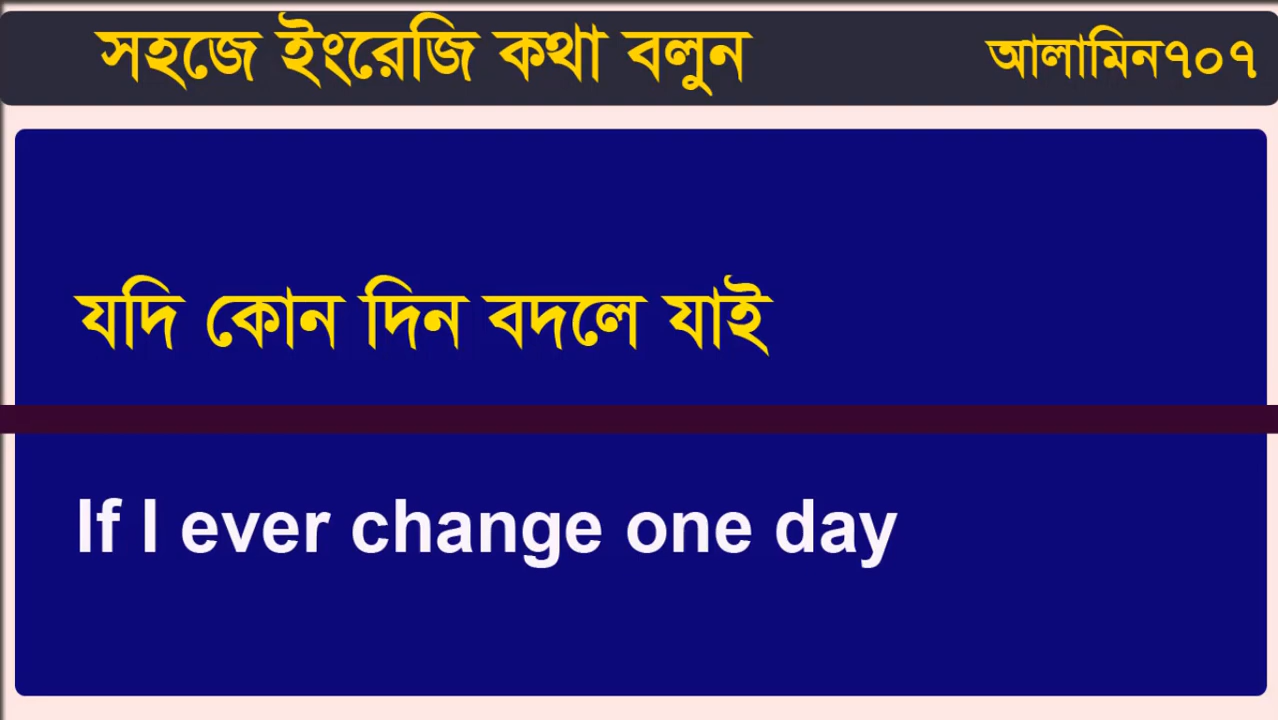 সহজে ইংরেজি কথা বলুন আলামিন৭০৭
যদি কোন দিন বদলে যাই
If I ever change one day